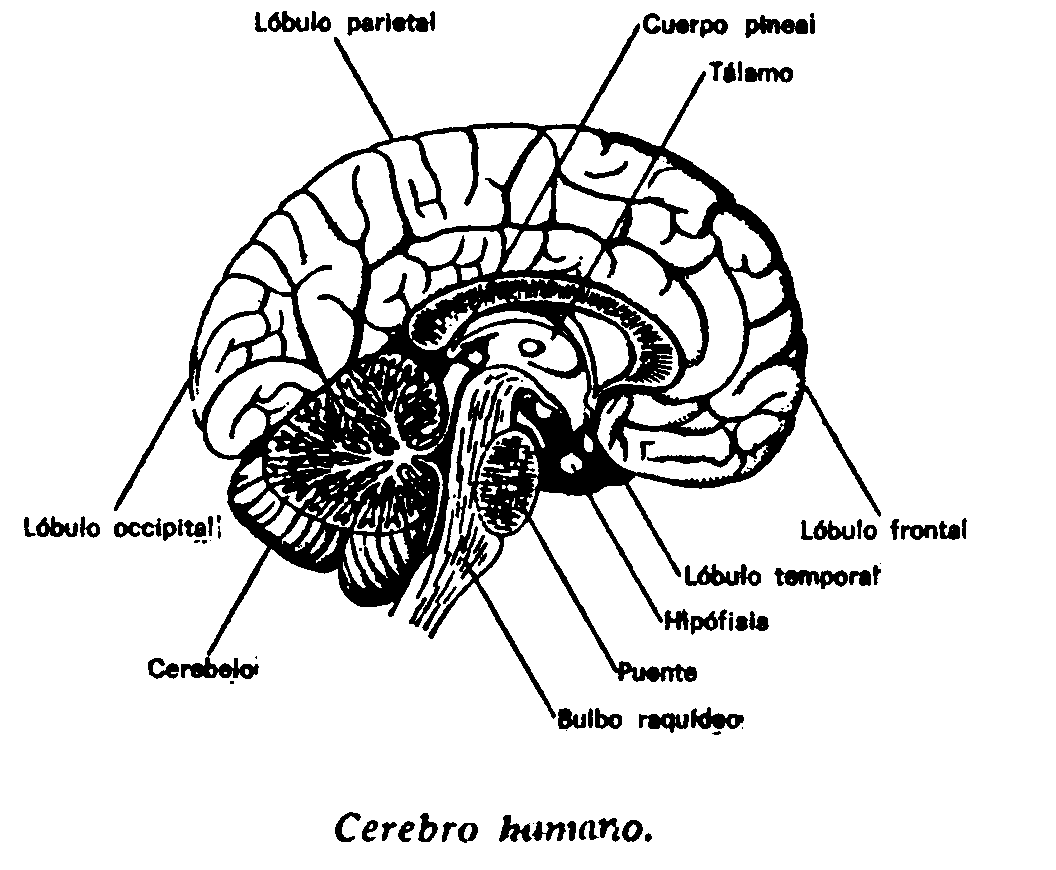 Lóbulo parietal
Cuerpo pineal
Tálamo
Lóbulo occipital
Lóbulo frontal
Lóbulo temporal
Hipófisis
Cerebelo
Puente
Bulbo raquídeo
Cerebro humano.